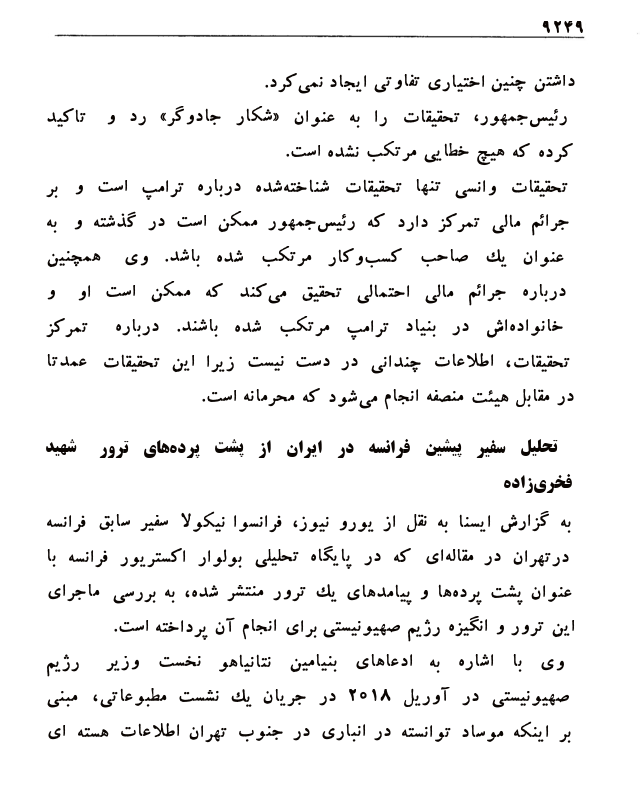 ۹۲۴۹
داشتن چنین اختیاری تفاوتی ایجاد نمی‌کرد.
رئیس‌جمهور، تحقیقات را به عنوان «شکار جادوگر» رد و تاکید
کرده که هیچ خطایی مرتکب نشده است.
تحقیقات وانسی تنها تحقیقات شناخته‌شده درباره ترامپ است و بر
جرائم مالی تمرکز دارد که رئیس‌جمهور ممکن است در گذشته و به
عنوان یك صاحب کسب‌وکار مرتکب شده باشد. وی همچنین
درباره جرائم مالی احتمالی تحقیق می‌کند که ممکن است او و
خانواده‌اش در بنیاد ترامپ مرتکب شده باشند. درباره تمرکز
تحقیقات، اطلاعات چندانی در دست نیست زیرا این تحقیقات عمدتا
در مقابل هیئت منصفه انجام می‌شود که محرمانه است.
تحلیل سفیر پیشین فرانسه در ایران از پشت پرده‌های ترور شهید
فخری‌زاده
به گزارش ایسنا به نقل از یورو نیوز، فرانسوا نیکولا سفیر سابق فرانسه
درتهران در مقاله‌ای که در پایگاه تحلیلی بولوار اکستریور فرانسه با
عنوان پشت پرده‌ها و پیامدهای یك ترور منتشر شده، به بررسی ماجرای
این ترور و انگیزه رژیم صهیونیستی برای انجام آن پرداخته است.
وی با اشاره به ادعاهای بنیامین نتانیاهو نخست وزیر رژیم
صهیونیستی در آوریل ۲۰۱۸ در جریان یك نشست مطبوعاتی، مبنی
بر اینکه موساد توانسته در انباری در جنوب تهران اطلاعات هسته ای